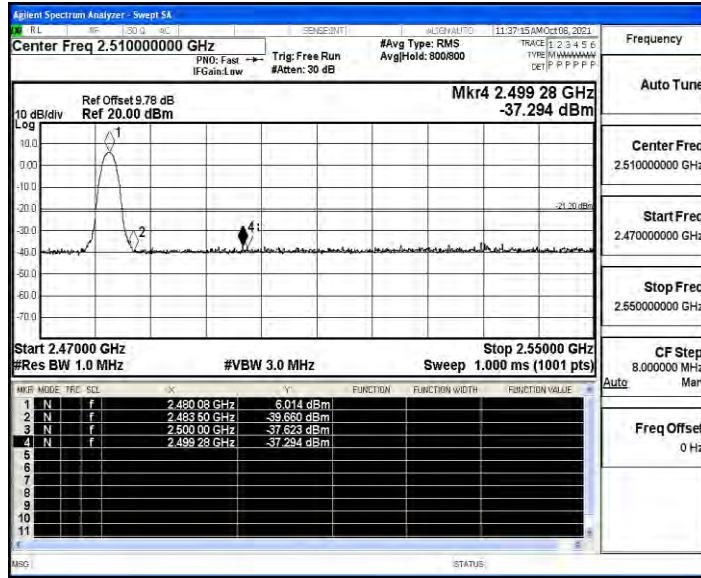 Agilent Spectrum Analyzer - Swept SA
RL RF 50 Ω AC SENSE:INT ALIGNAUTO 11:37:15 AM Oct 08, 2021
Center Freq 2.510000000 GHz
PNO: Fast
IFGain:Low
Trig: Free Run
#Atten: 30 dB
#Avg Type: RMS
Avg|Hold: 800/800
TRACE 1 2 3 4 5 6
TYPE M W W W W W
DET P P P P P P
Frequency
Auto Tune
Center Freq
2.510000000 GHz
Start Freq
2.470000000 GHz
Stop Freq
2.550000000 GHz
CF Step
8.000000 MHz
Auto Man
Freq Offset
0 Hz
Ref Offset 9.78 dB
10 dB/div Ref 20.00 dBm
Log
Mkr4 2.499 28 GHz
-37.294 dBm
10.0
0.00
-10.0
-20.0
-30.0
-40.0
-50.0
-60.0
-70.0
1
2
4
-21.20 dBm
Start 2.47000 GHz Stop 2.55000 GHz
#Res BW 1.0 MHz #VBW 3.0 MHz Sweep 1.000 ms (1001 pts)
MKR MODE TRC SCL X Y FUNCTION FUNCTION WIDTH FUNCTION VALUE
1 N f 2.480 08 GHz 6.014 dBm
2 N f 2.483 50 GHz -39.660 dBm
3 N f 2.500 00 GHz -37.623 dBm
4 N f 2.499 28 GHz -37.294 dBm
5
6
7
8
9
10
11
MSG STATUS